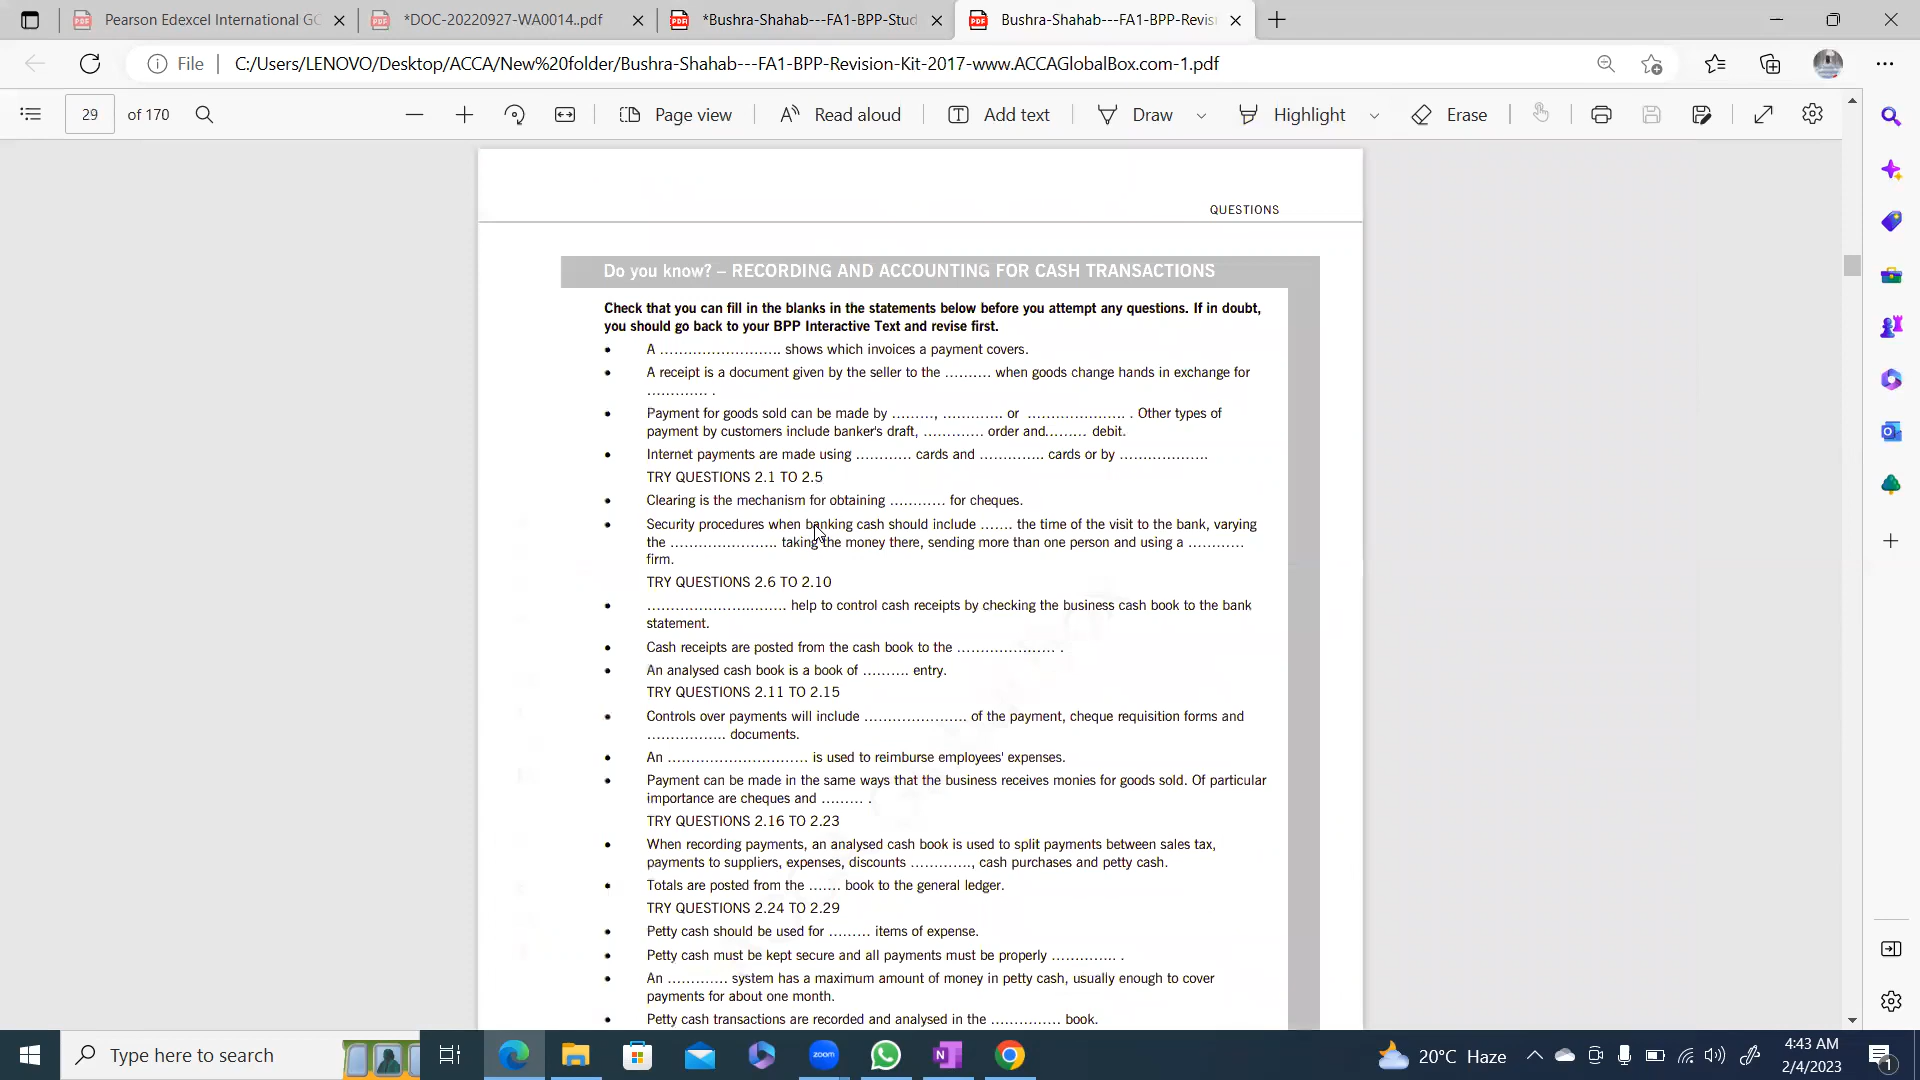 Pearson Edexcel International GC
*DOC-20220927-WA0014..pdf
*Bushra-Shahab---FA1-BPP-Stud
Bushra-Shahab---FA1-BPP-Revis
File
C:/Users/LENOVO/Desktop/ACCA/New%20folder/Bushra-Shahab---FA1-BPP-Revision-Kit-2017-www.ACCAGlobalBox.com-1.pdf
29 of 170
Page view
Read aloud
Add text
Draw
Highlight
Erase
QUESTIONS
Do you know? – RECORDING AND ACCOUNTING FOR CASH TRANSACTIONS
Check that you can fill in the blanks in the statements below before you attempt any questions. If in doubt,
you should go back to your BPP Interactive Text and revise first.
• A ........................ shows which invoices a payment covers.
• A receipt is a document given by the seller to the .......... when goods change hands in exchange for
............. .
• Payment for goods sold can be made by ........., ............. or ..................... . Other types of
payment by customers include banker's draft, ............. order and......... debit.
• Internet payments are made using ............ cards and .............. cards or by ...................
TRY QUESTIONS 2.1 TO 2.5
• Clearing is the mechanism for obtaining ............ for cheques.
• Security procedures when banking cash should include ....... the time of the visit to the bank, varying
the ....................... taking the money there, sending more than one person and using a ............
firm.
TRY QUESTIONS 2.6 TO 2.10
• .............................. help to control cash receipts by checking the business cash book to the bank
statement.
• Cash receipts are posted from the cash book to the ..................... .
• An analysed cash book is a book of .......... entry.
TRY QUESTIONS 2.11 TO 2.15
• Controls over payments will include ...................... of the payment, cheque requisition forms and
................. documents.
• An .............................. is used to reimburse employees' expenses.
• Payment can be made in the same ways that the business receives monies for goods sold. Of particular
importance are cheques and ......... .
TRY QUESTIONS 2.16 TO 2.23
• When recording payments, an analysed cash book is used to split payments between sales tax,
payments to suppliers, expenses, discounts ............., cash purchases and petty cash.
• Totals are posted from the ....... book to the general ledger.
TRY QUESTIONS 2.24 TO 2.29
• Petty cash should be used for ......... items of expense.
• Petty cash must be kept secure and all payments must be properly .............. .
• An ............. system has a maximum amount of money in petty cash, usually enough to cover
payments for about one month.
• Petty cash transactions are recorded and analysed in the ............... book.
Type here to search
zoom
20°C Haze
4:43 AM
2/4/2023
1